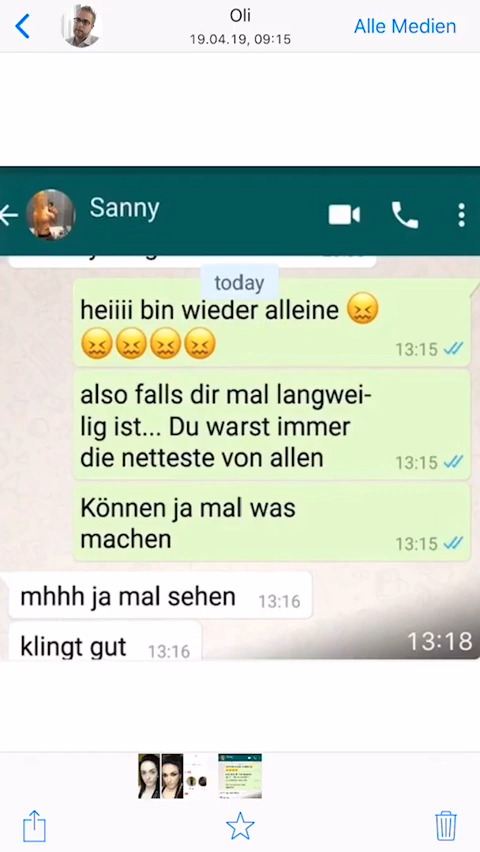 Oli
19.04.19, 09:15
Alle Medien
Sanny
today
heiiii bin wieder alleine 😖
😖😖😖😖
13:15
also falls dir mal langwei-
lig ist... Du warst immer
die netteste von allen
13:15
Können ja mal was
machen
13:15
mhhh ja mal sehen 13:16
klingt gut 13:16
13:18